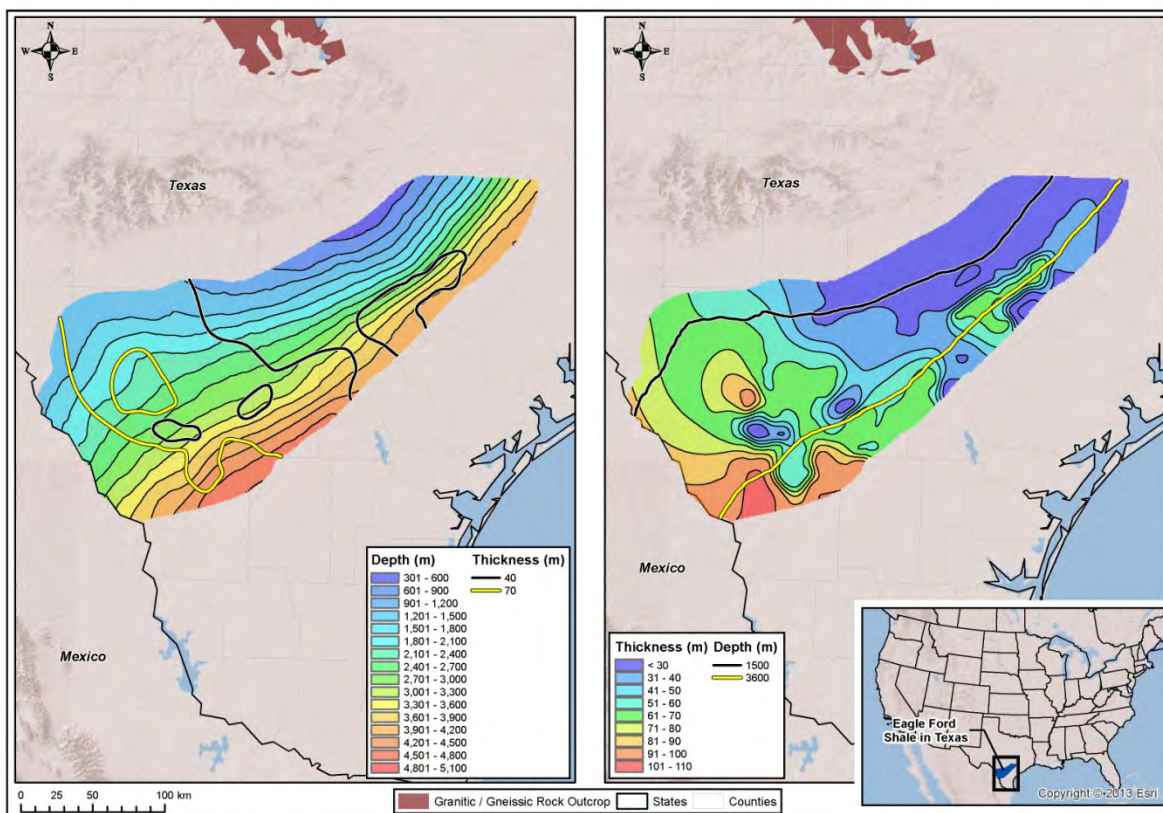 N
W E
S
Texas
Mexico
Depth (m) Thickness (m)
301 - 600 40
601 - 900 70
901 - 1,200
1,201 - 1,500
1,501 - 1,800
1,801 - 2,100
2,101 - 2,400
2,401 - 2,700
2,701 - 3,000
3,001 - 3,300
3,301 - 3,600
3,601 - 3,900
3,901 - 4,200
4,201 - 4,500
4,501 - 4,800
4,801 - 5,100
0 20 40 60 80 100 km
N
W E
S
Texas
Mexico
Thickness (m) Depth (m)
< 30 1500
31 - 40 3600
41 - 50
51 - 60
61 - 70
71 - 80
81 - 90
91 - 100
101 - 110
Eagle Ford
Shale in Texas
Copyright © 2013 Esri
Granitic / Gneissic Rock Outcrop States Counties